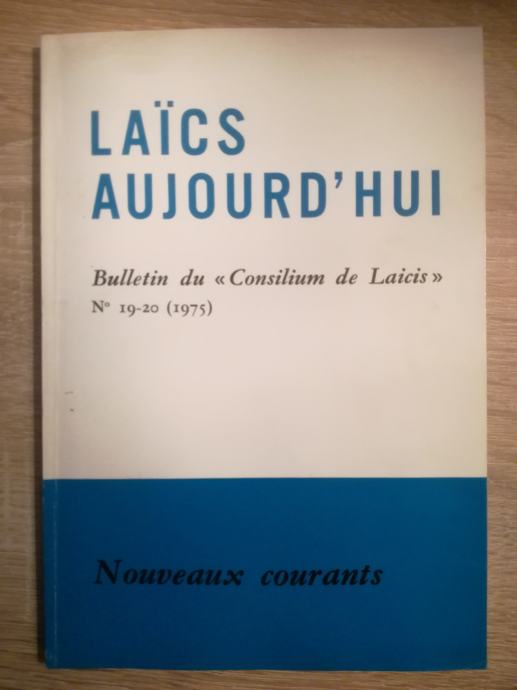 LAÏCS
AUJOURD'HUI
Bulletin du « Consilium de Laicis »
Nº 19-20 (1975)
Nouveaux courants